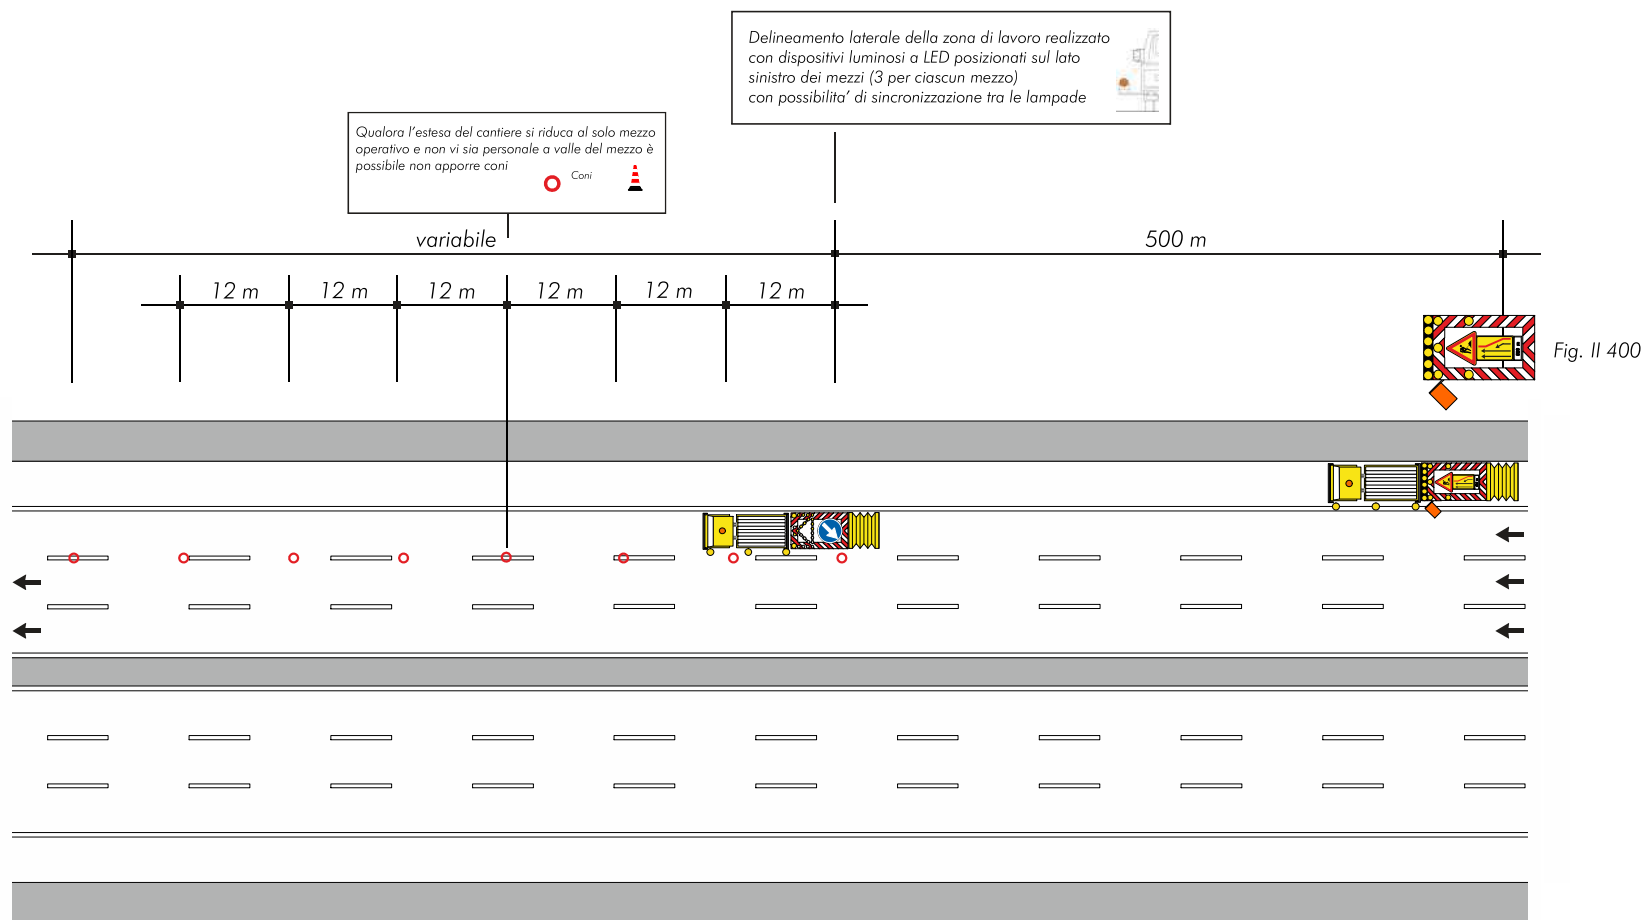 Delineamento laterale della zona di lavoro realizzato
con dispositivi luminosi a LED posizionati sul lato
sinistro dei mezzi (3 per ciascun mezzo)
con possibilita' di sincronizzazione tra le lampade
Qualora l'estesa del cantiere si riduca al solo mezzo
operativo e non vi sia personale a valle del mezzo è
possibile non apporre coni
Coni
variabile
500 m
12 m
12 m
12 m
12 m
12 m
12 m
Fig. II 400